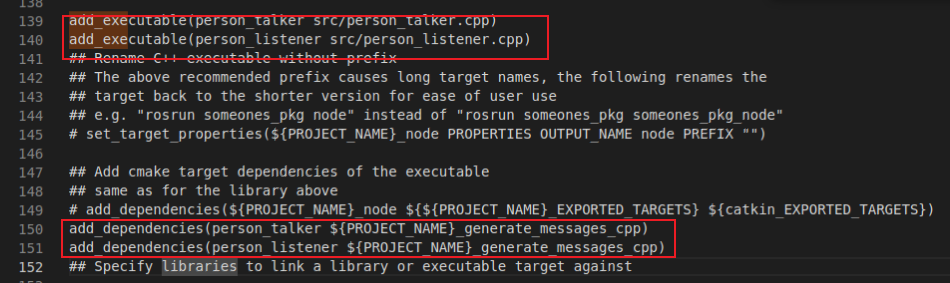 138
139 add_executable(person_talker src/person_talker.cpp)
140 add_executable(person_listener src/person_listener.cpp)
141 ## Rename C++ executable without prefix
142 ## The above recommended prefix causes long target names, the following renames the
143 ## target back to the shorter version for ease of user use
144 ## e.g. "rosrun someones_pkg node" instead of "rosrun someones_pkg someones_pkg_node"
145 # set_target_properties(${PROJECT_NAME}_node PROPERTIES OUTPUT_NAME node PREFIX "")
146
147 ## Add cmake target dependencies of the executable
148 ## same as for the library above
149 # add_dependencies(${PROJECT_NAME}_node ${${PROJECT_NAME}_EXPORTED_TARGETS} ${catkin_EXPORTED_TARGETS})
150 add_dependencies(person_talker ${PROJECT_NAME}_generate_messages_cpp)
151 add_dependencies(person_listener ${PROJECT_NAME}_generate_messages_cpp)
152 ## Specify libraries to link a library or executable target against